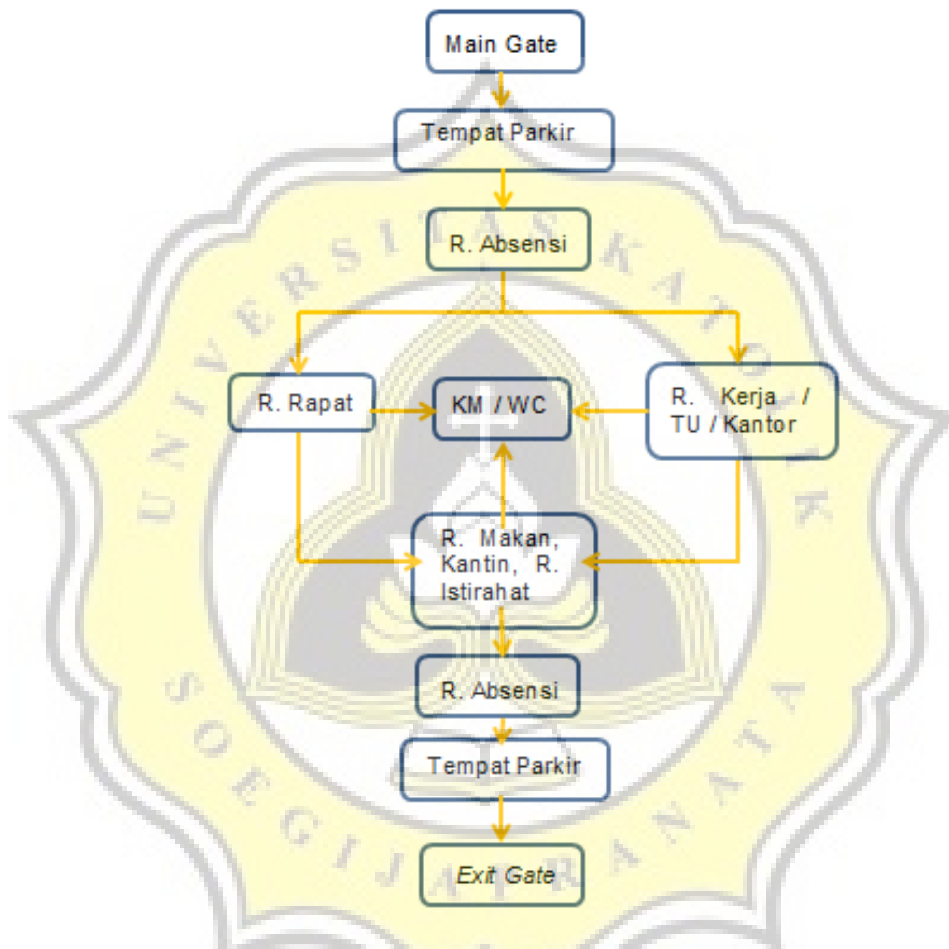 Main Gate
Tempat Parkir
R. Absensi
R. Rapat
KM / WC
R. Kerja /
TU / Kantor
R. Makan,
Kantin, R.
Istirahat
R. Absensi
Tempat Parkir
Exit Gate
UNIVERSITAS KATOLIK
SOEGIJAPRANATA